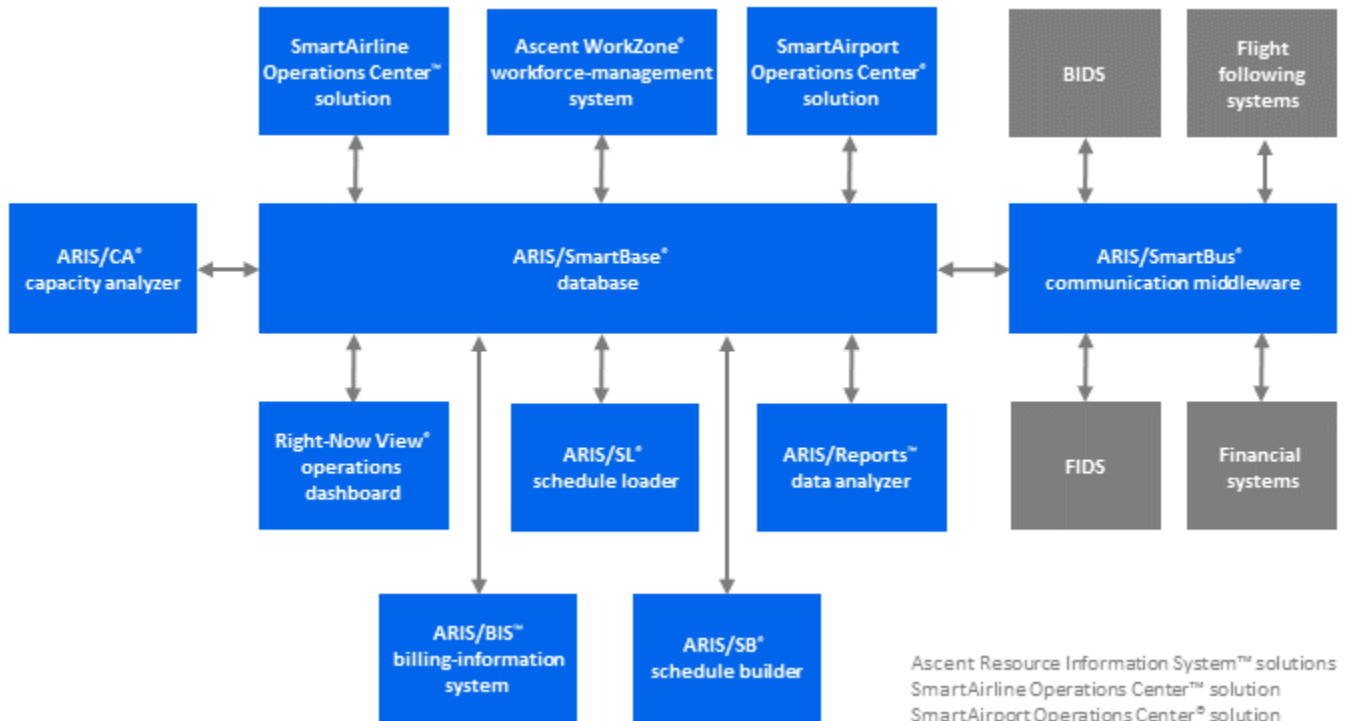 SmartAirline
Operations Center™
solution
Ascent WorkZone®
workforce-management
system
SmartAirport
Operations Center®
solution
BIDS
Flight
following
systems
ARIS/CA®
capacity analyzer
ARIS/SmartBase®
database
ARIS/SmartBus®
communication middleware
Right-Now View®
operations
dashboard
ARIS/SL®
schedule loader
ARIS/Reports™
data analyzer
FIDS
Financial
systems
ARIS/BIS™
billing-information
system
ARIS/SB®
schedule builder
Ascent Resource Information System™ solutions
SmartAirline Operations Center™ solution
SmartAirport Operations Center® solution